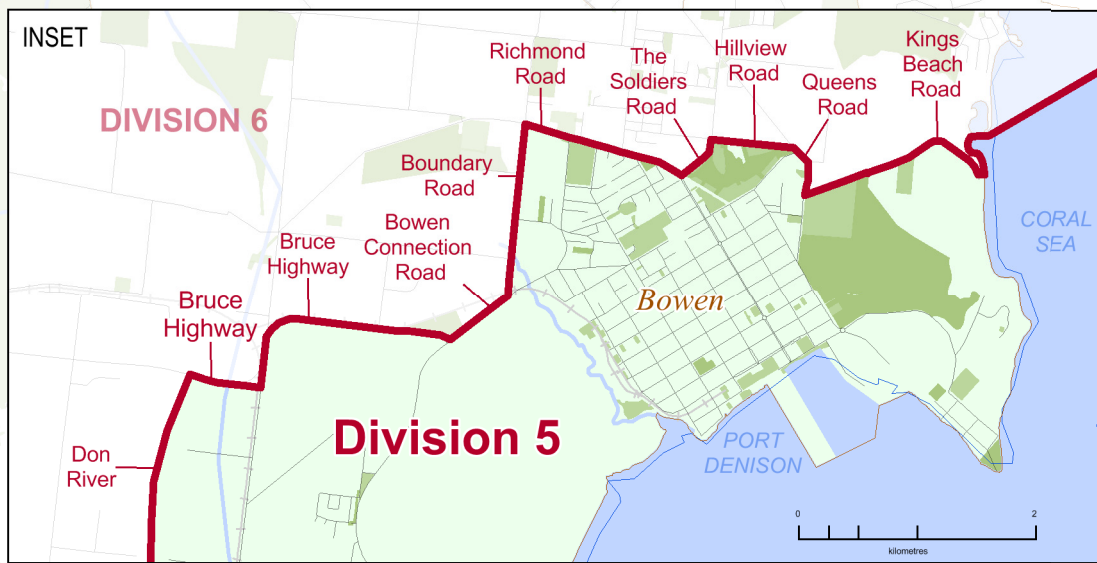 INSET
DIVISION 6
Richmond
Road
The
Soldiers
Road
Hillview
Road
Queens
Road
Kings
Beach
Road
Boundary
Road
Bowen
Connection
Road
Bruce
Highway
Bruce
Highway
CORAL
SEA
Bowen
Division 5
Don
River
PORT
DENISON
0 2
kilometres